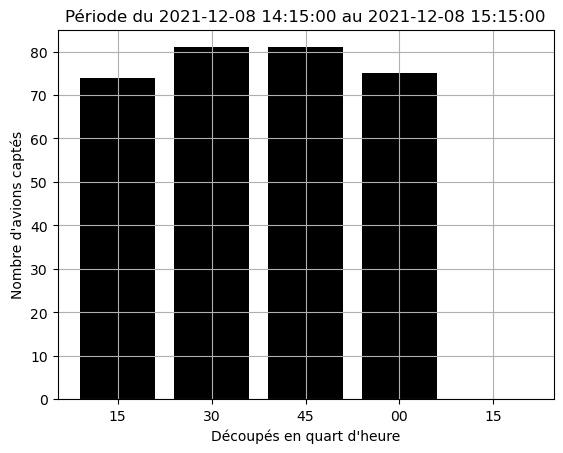 Période du 2021-12-08 14:15:00 au 2021-12-08 15:15:00
Nombre d'avions captés
80
70
60
50
40
30
20
10
0
15 30 45 00 15
Découpés en quart d'heure